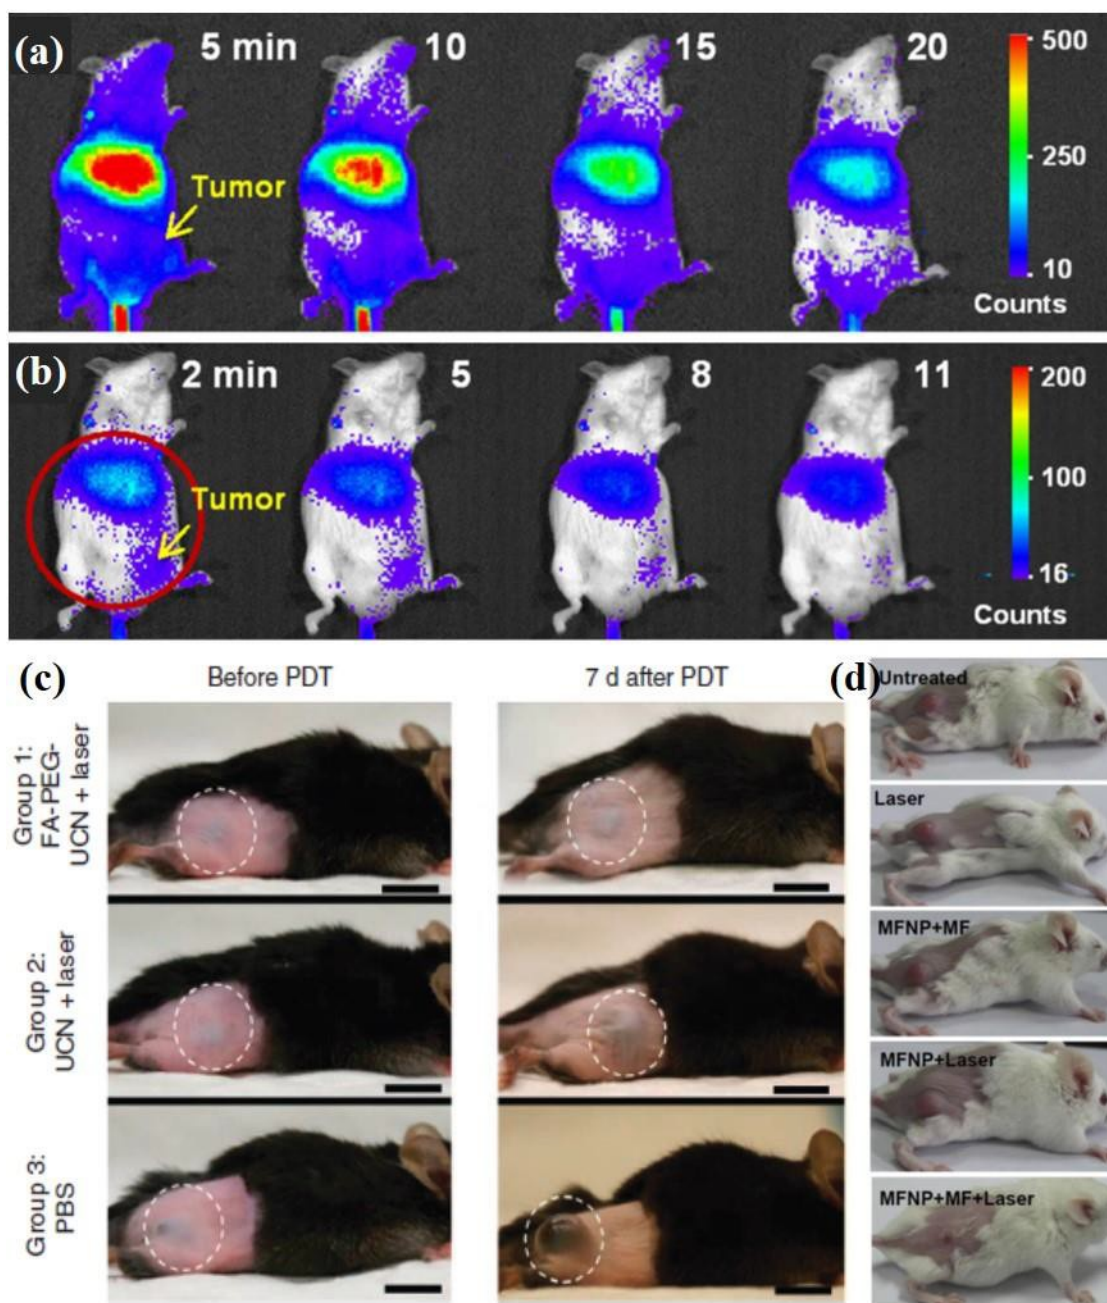 (a)
5 min
10
15
20
500
250
10
Counts
Tumor
(b)
2 min
5
8
11
200
100
16
Counts
Tumor
(c)
Before PDT
7 d after PDT
Group 1:
FA-PEG-
UCN + laser
Group 2:
UCN + laser
Group 3:
PBS
(d)
Untreated
Laser
MFNP+MF
MFNP+Laser
MFNP+MF+Laser